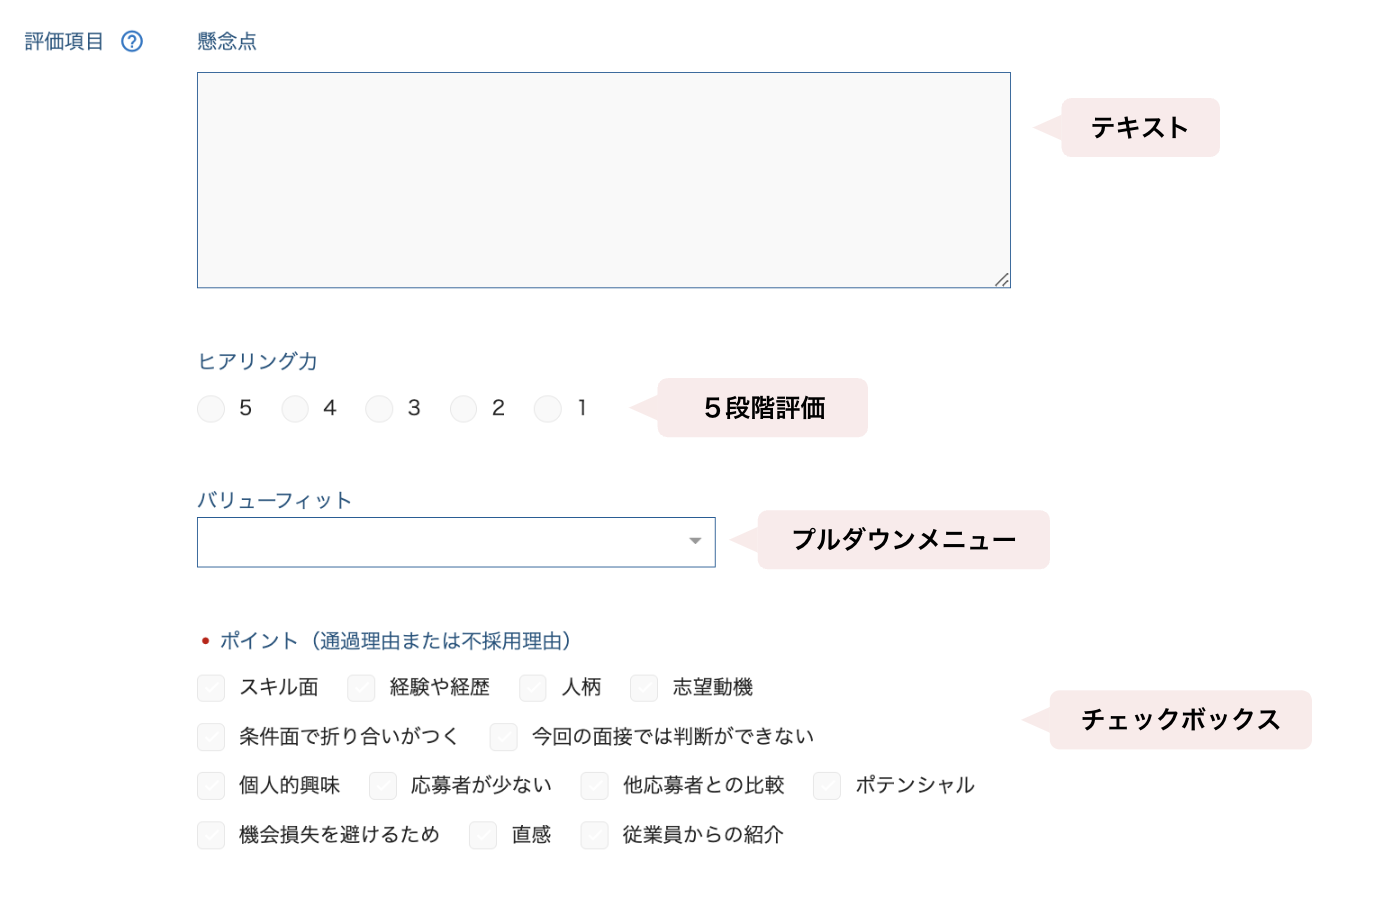 評価項目 ? 懸念点
テキスト
ヒアリング力
5 4 3 2 1
５段階評価
バリューフィット
プルダウンメニュー
• ポイント（通過理由または不採用理由）
スキル面 経験や経歴 人柄 志望動機
チェックボックス
条件面で折り合いがつく 今回の面接では判断ができない
個人的興味 応募者が少ない 他応募者との比較 ポテンシャル
機会損失を避けるため 直感 従業員からの紹介